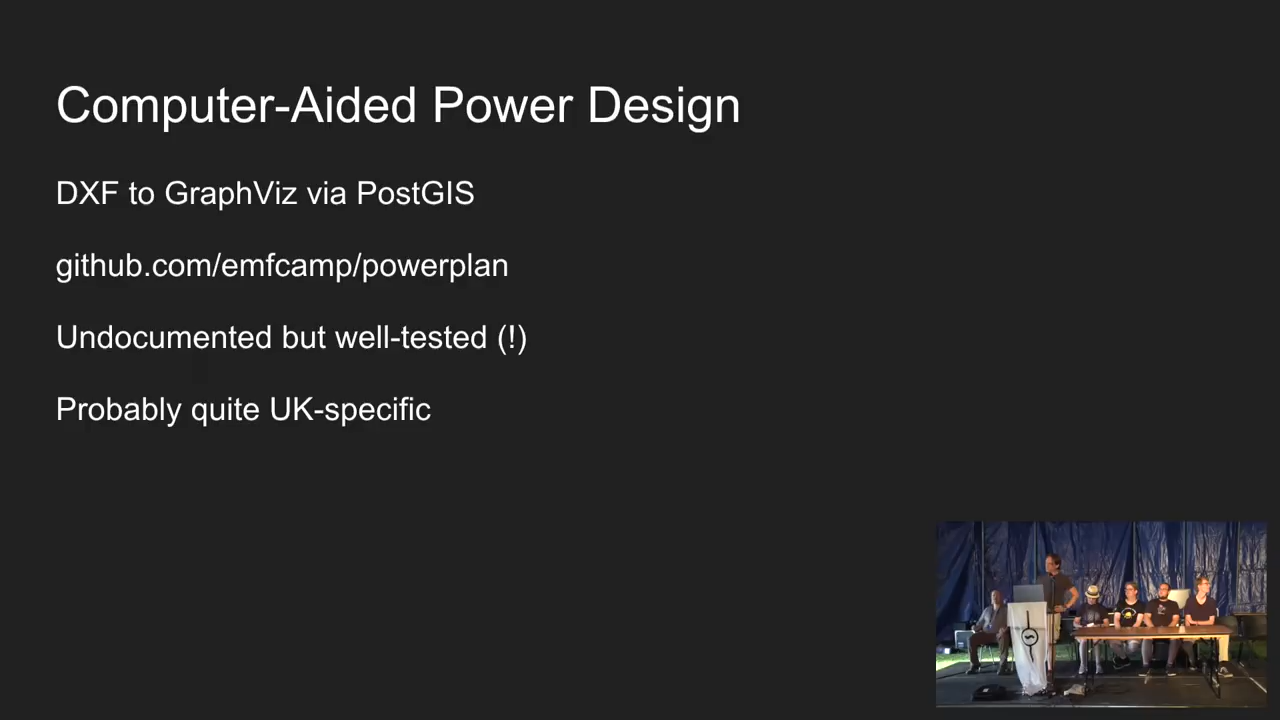 Computer-Aided Power Design
DXF to GraphViz via PostGIS
github.com/emfcamp/powerplan
Undocumented but well-tested (!)
Probably quite UK-specific